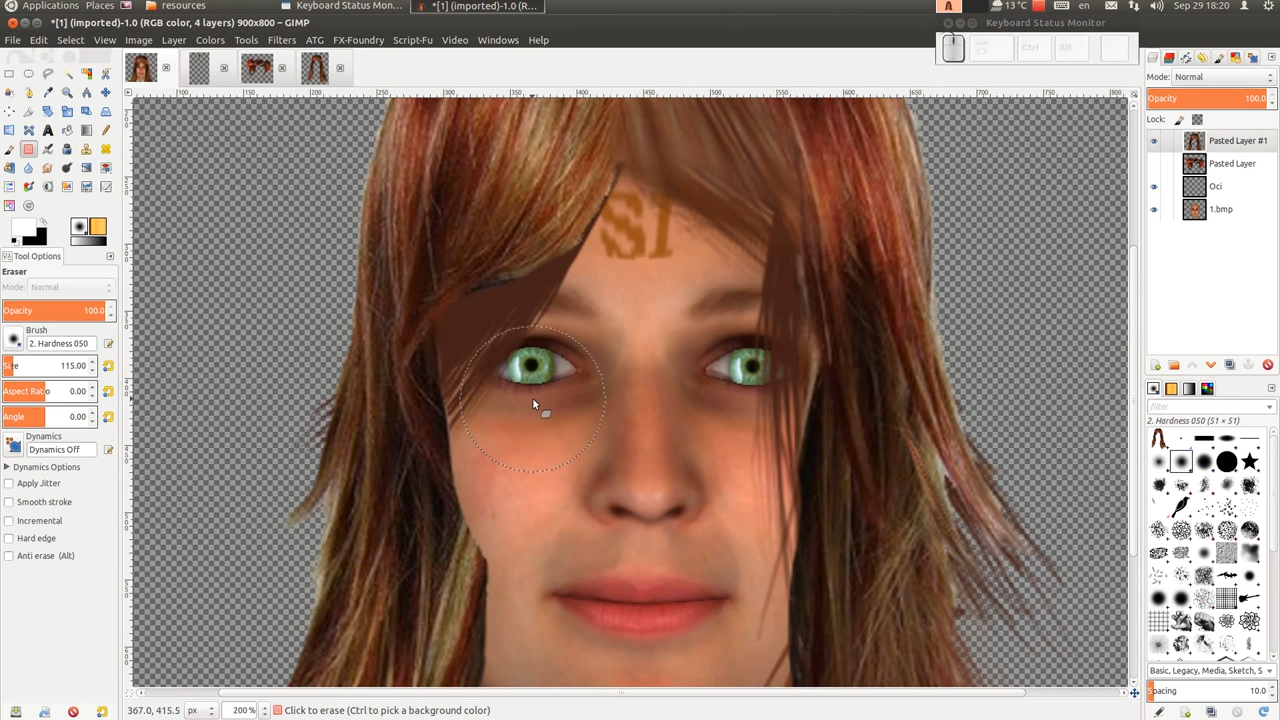 Applications Places resources Keyboard Status Monit... *[1] (imported)-1.0 (R... 13 °C en Sep 29 18:20
*[1] (imported)-1.0 (RGB color, 4 layers) 900x800 – GIMP
Keyboard Status Monitor
File Edit Select View Image Layer Colors Tools Filters FX-Foundry Script-Fu Video Windows Help
Ctrl Alt
Mode: Normal
Opacity 100.0
Lock:
Pasted Layer #1
Pasted Layer
Oci
1.bmp
SI
Tool Options
Eraser
Mode: Normal
Opacity 100.0
Brush
2. Hardness 050
Size 115.00
Aspect Ratio 0.00
Angle 0.00
Dynamics
Dynamics Off
Dynamics Options
Apply Jitter
Smooth stroke
Incremental
Hard edge
Anti erase (Alt)
filter
2. Hardness 050 (51 × 51)
Basic, Legacy, Media, Sketch, S
Spacing 10.0
367.0, 415.5 px 200% Click to erase (Ctrl to pick a background color)